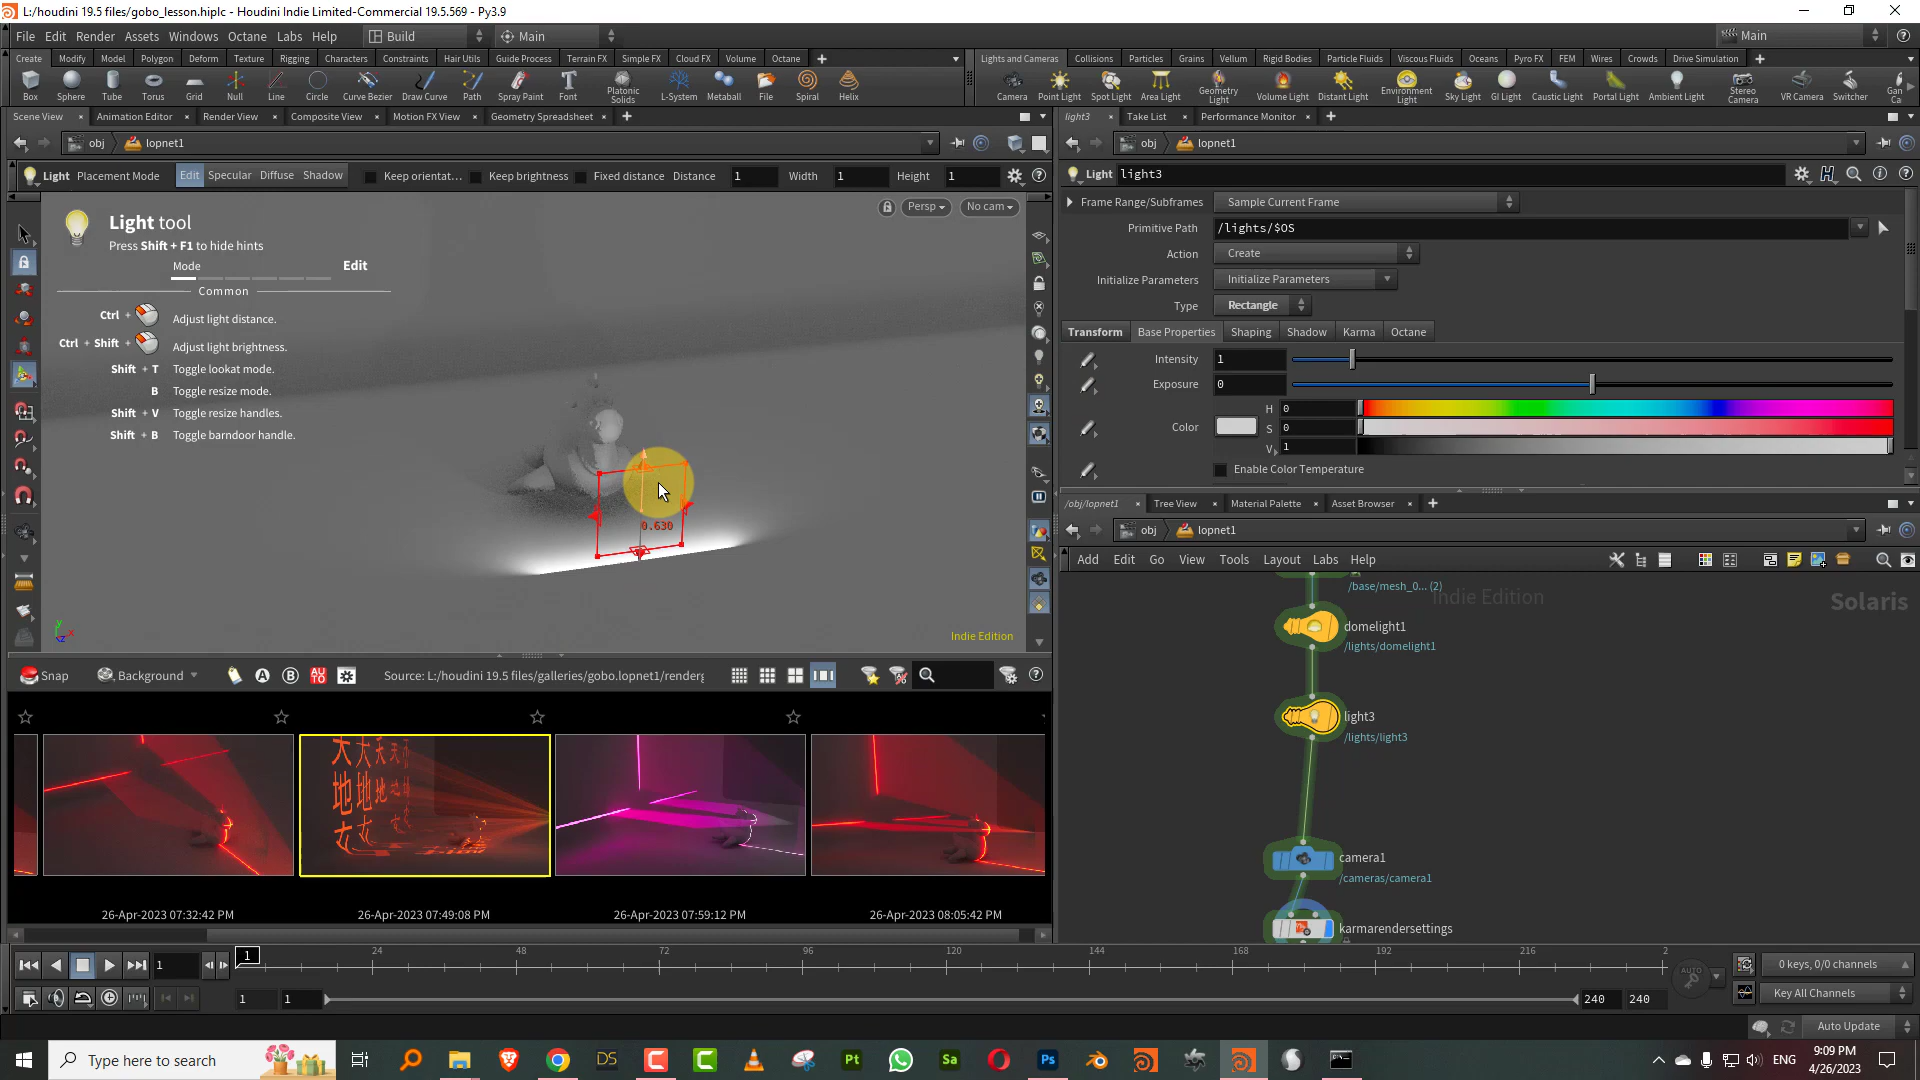 L:/houdini 19.5 files/gobo_lesson.hiplc - Houdini Indie Limited-Commercial 19.5.569 - Py3.9
File Edit Render Assets Windows Octane Labs Help Build Main Main
Create Modify Model Polygon Deform Texture Rigging Characters Constraints Hair Utils Guide Process Terrain FX Simple FX Cloud FX Volume Octane
Lights and Cameras Collisions Particles Grains Vellum Rigid Bodies Particle Fluids Viscous Fluids Oceans Pyro FX FEM Wires Crowds Drive Simulation
Box Sphere Tube Torus Grid Null Line Circle Curve Bezier Draw Curve Path Spray Paint Font Platonic Solids L-System Metaball File Spiral Helix
Camera Point Light Spot Light Area Light Geometry Light Volume Light Distant Light Environment Light Sky Light GI Light Caustic Light Portal Light Ambient Light Stereo Camera VR Camera Switcher Gan Ca
Scene View Animation Editor Render View Composite View Motion FX View Geometry Spreadsheet
obj lopnet1
Light Placement Mode Edit Specular Diffuse Shadow Keep orientat... Keep brightness Fixed distance Distance 1 Width 1 Height 1
Light tool
Press Shift + F1 to hide hints
Mode Edit
Common
Ctrl + Adjust light distance.
Ctrl + Shift + Adjust light brightness.
Shift + T Toggle lookat mode.
B Toggle resize mode.
Shift + V Toggle resize handles.
Shift + B Toggle barndoor handle.
Persp No cam
0.630
y x z
Indie Edition
Snap Background A B AUTO Source: L:/houdini 19.5 files/galleries/gobo.lopnet1/renderg
大 大 天
地 地 地
女
26-Apr-2023 07:32:42 PM
26-Apr-2023 07:49:08 PM
26-Apr-2023 07:59:12 PM
26-Apr-2023 08:05:42 PM
light3 Take List Performance Monitor
obj lopnet1
Light light3
Frame Range/Subframes Sample Current Frame
Primitive Path /lights/$OS
Action Create
Initialize Parameters Initialize Parameters
Type Rectangle
Transform Base Properties Shaping Shadow Karma Octane
Intensity 1
Exposure 0
Color H 0
S 0
V 1
Enable Color Temperature
/obj/lopnet1 Tree View Material Palette Asset Browser
obj lopnet1
Add Edit Go View Tools Layout Labs Help
/base/mesh_0... (2)
Indie Edition
Solaris
domelight1
/lights/domelight1
light3
/lights/light3
camera1
/cameras/camera1
karmarendersettings
1 1 24 48 72 96 120 144 168 192 216 2
1 1 240 240
AUTO
0 keys, 0/0 channels
Key All Channels
Auto Update
Type here to search
DS Pt Sa Ps ENG
9:09 PM
4/26/2023